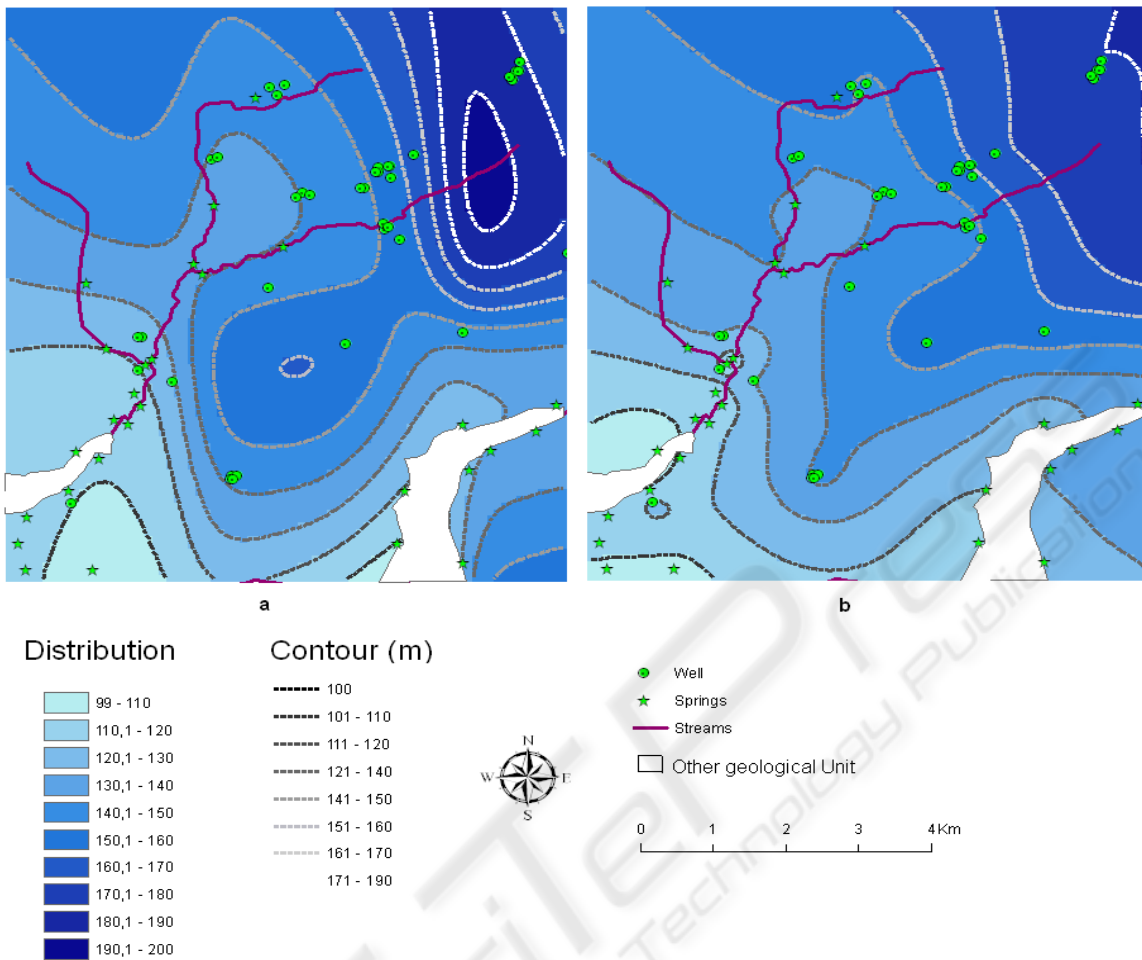 a
b
Distribution
99 - 110
110,1 - 120
120,1 - 130
130,1 - 140
140,1 - 150
150,1 - 160
160,1 - 170
170,1 - 180
180,1 - 190
190,1 - 200
Contour (m)
100
101 - 110
111 - 120
121 - 140
141 - 150
151 - 160
161 - 170
171 - 190
N
W E
S
Well
Springs
Streams
Other geological Unit
0 1 2 3 4 Km
Technology Publications